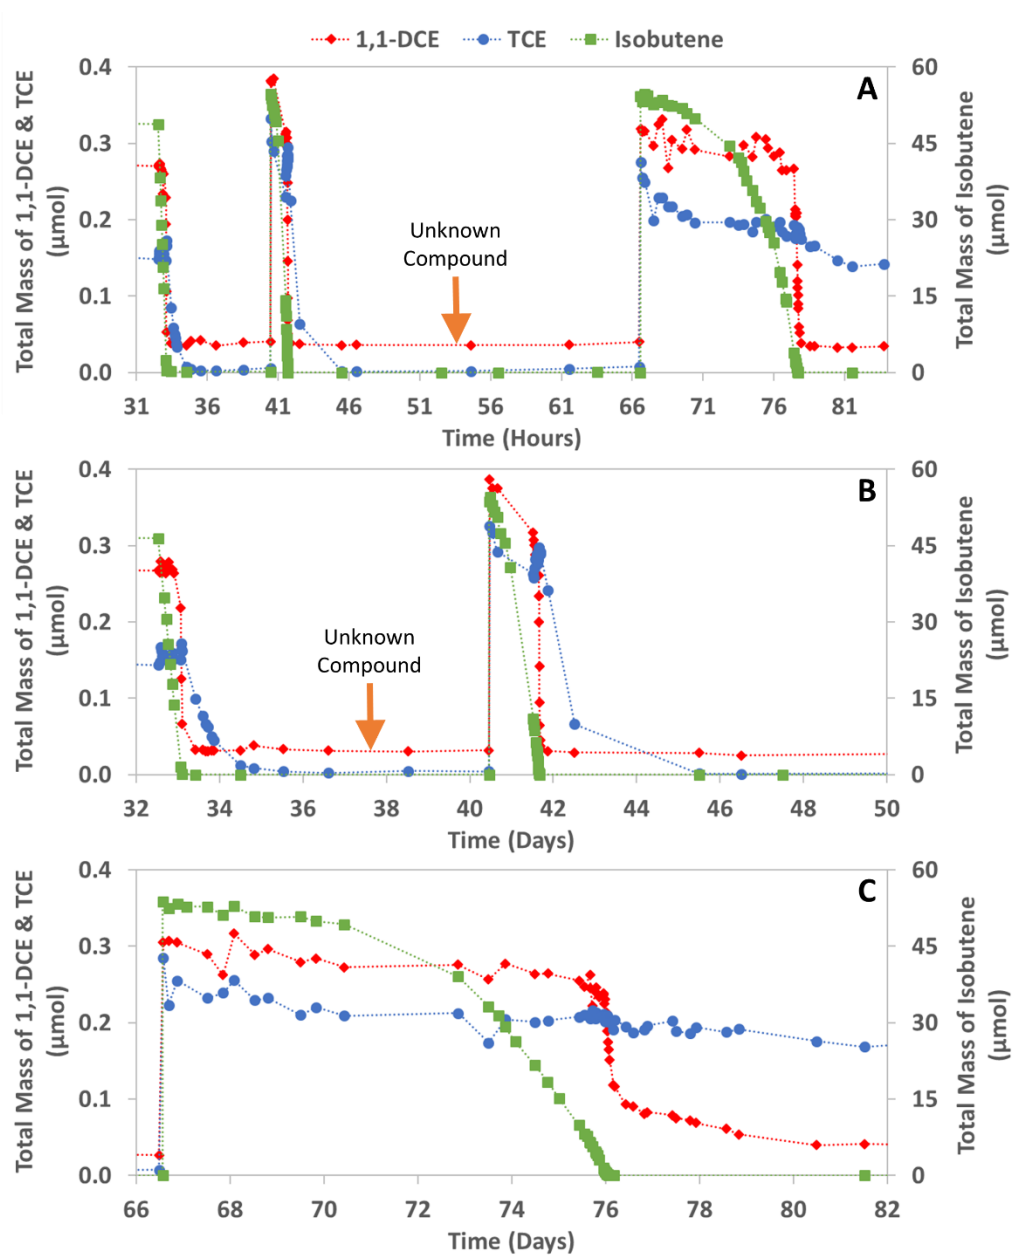 1,1-DCE TCE Isobutene
A
Total Mass of 1,1-DCE & TCE
(µmol)
0.4
0.3
0.2
0.1
0.0
60
45
30
15
0
Total Mass of Isobutene
(µmol)
Unknown
Compound
31 36 41 46 51 56 61 66 71 76 81
Time (Hours)
B
Total Mass of 1,1-DCE & TCE
(µmol)
0.4
0.3
0.2
0.1
0.0
60
45
30
15
0
Total Mass of Isobutene
(µmol)
Unknown
Compound
32 34 36 38 40 42 44 46 48 50
Time (Days)
C
Total Mass of 1,1-DCE & TCE
(µmol)
0.4
0.3
0.2
0.1
0.0
60
45
30
15
0
Total Mass of Isobutene
(µmol)
66 68 70 72 74 76 78 80 82
Time (Days)